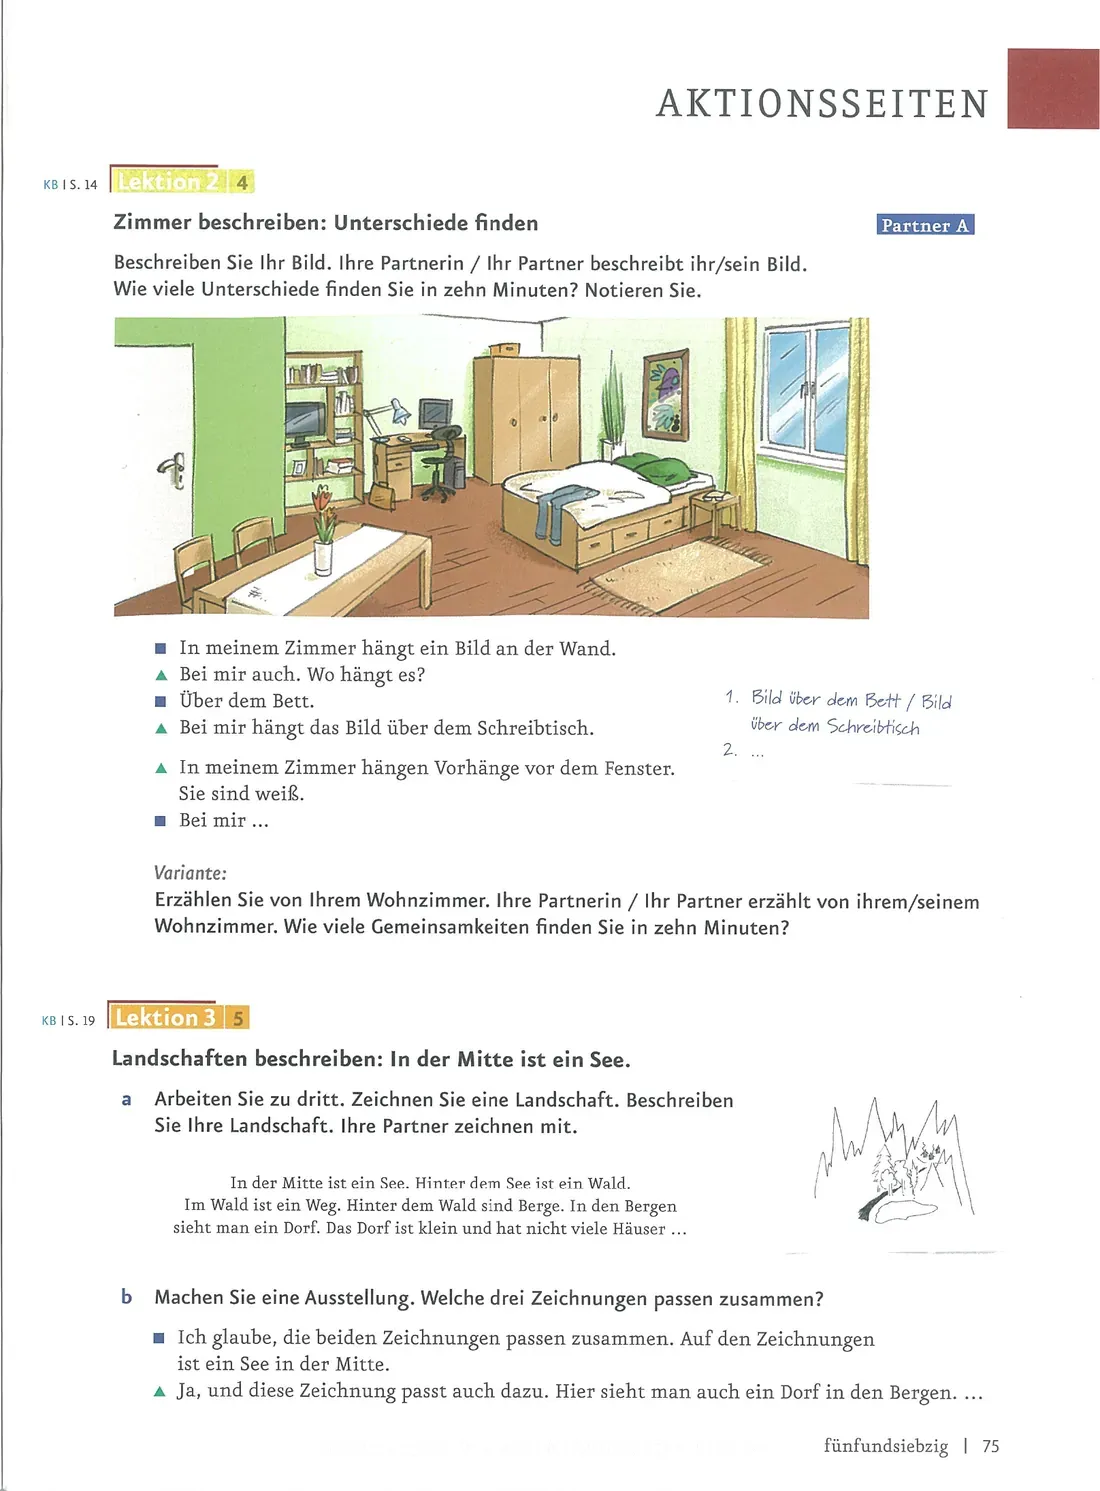 AKTIONSSEITEN
KB | S. 14 Lektion 2 4
Zimmer beschreiben: Unterschiede finden
Partner A
Beschreiben Sie Ihr Bild. Ihre Partnerin / Ihr Partner beschreibt ihr/sein Bild.
Wie viele Unterschiede finden Sie in zehn Minuten? Notieren Sie.
■ In meinem Zimmer hängt ein Bild an der Wand.
▲ Bei mir auch. Wo hängt es?
■ Über dem Bett.
▲ Bei mir hängt das Bild über dem Schreibtisch.
1. Bild über dem Bett / Bild
über dem Schreibtisch
2. ...
▲ In meinem Zimmer hängen Vorhänge vor dem Fenster.
Sie sind weiß.
■ Bei mir ...
Variante:
Erzählen Sie von Ihrem Wohnzimmer. Ihre Partnerin / Ihr Partner erzählt von ihrem/seinem
Wohnzimmer. Wie viele Gemeinsamkeiten finden Sie in zehn Minuten?
KB | S. 19 Lektion 3 5
Landschaften beschreiben: In der Mitte ist ein See.
a Arbeiten Sie zu dritt. Zeichnen Sie eine Landschaft. Beschreiben
Sie Ihre Landschaft. Ihre Partner zeichnen mit.
In der Mitte ist ein See. Hinter dem See ist ein Wald.
Im Wald ist ein Weg. Hinter dem Wald sind Berge. In den Bergen
sieht man ein Dorf. Das Dorf ist klein und hat nicht viele Häuser ...
b Machen Sie eine Ausstellung. Welche drei Zeichnungen passen zusammen?
■ Ich glaube, die beiden Zeichnungen passen zusammen. Auf den Zeichnungen
ist ein See in der Mitte.
▲ Ja, und diese Zeichnung passt auch dazu. Hier sieht man auch ein Dorf in den Bergen. ...
fünfundsiebzig | 75